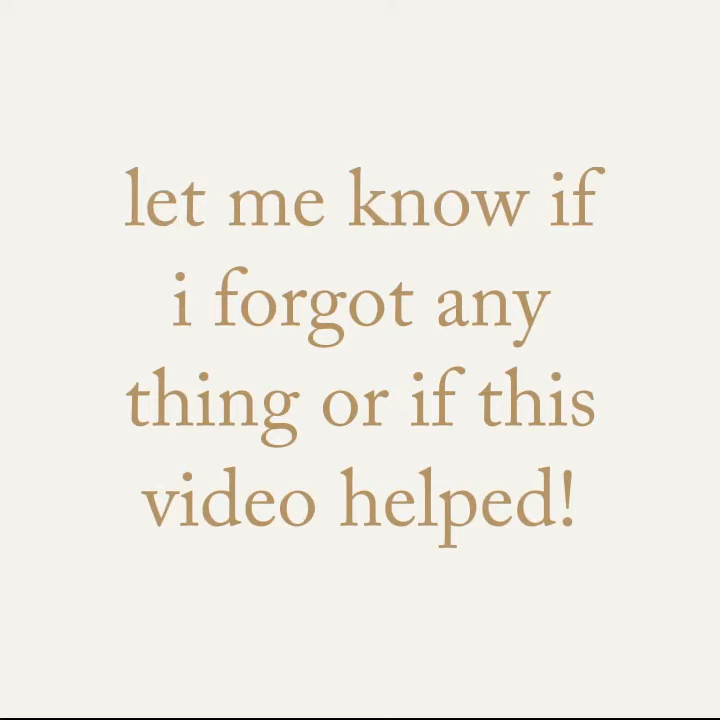 let me know if
i forgot any
thing or if this
video helped!